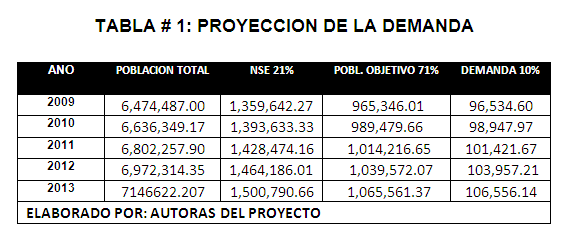 TABLA # 1: PROYECCION DE LA DEMANDA
ANO POBLACION TOTAL NSE 21% POBL. OBJETIVO 71% DEMANDA 10%
2009 6,474,487.00 1,359,642.27 965,346.01 96,534.60
2010 6,636,349.17 1,393,633.33 989,479.66 98,947.97
2011 6,802,257.90 1,428,474.16 1,014,216.65 101,421.67
2012 6,972,314.35 1,464,186.01 1,039,572.07 103,957.21
2013 7146622.207 1,500,790.66 1,065,561.37 106,556.14
ELABORADO POR: AUTORAS DEL PROYECTO